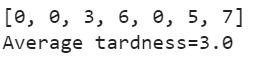 [0, 0, 3, 6, 0, 5, 7]
Average tardness=3.0